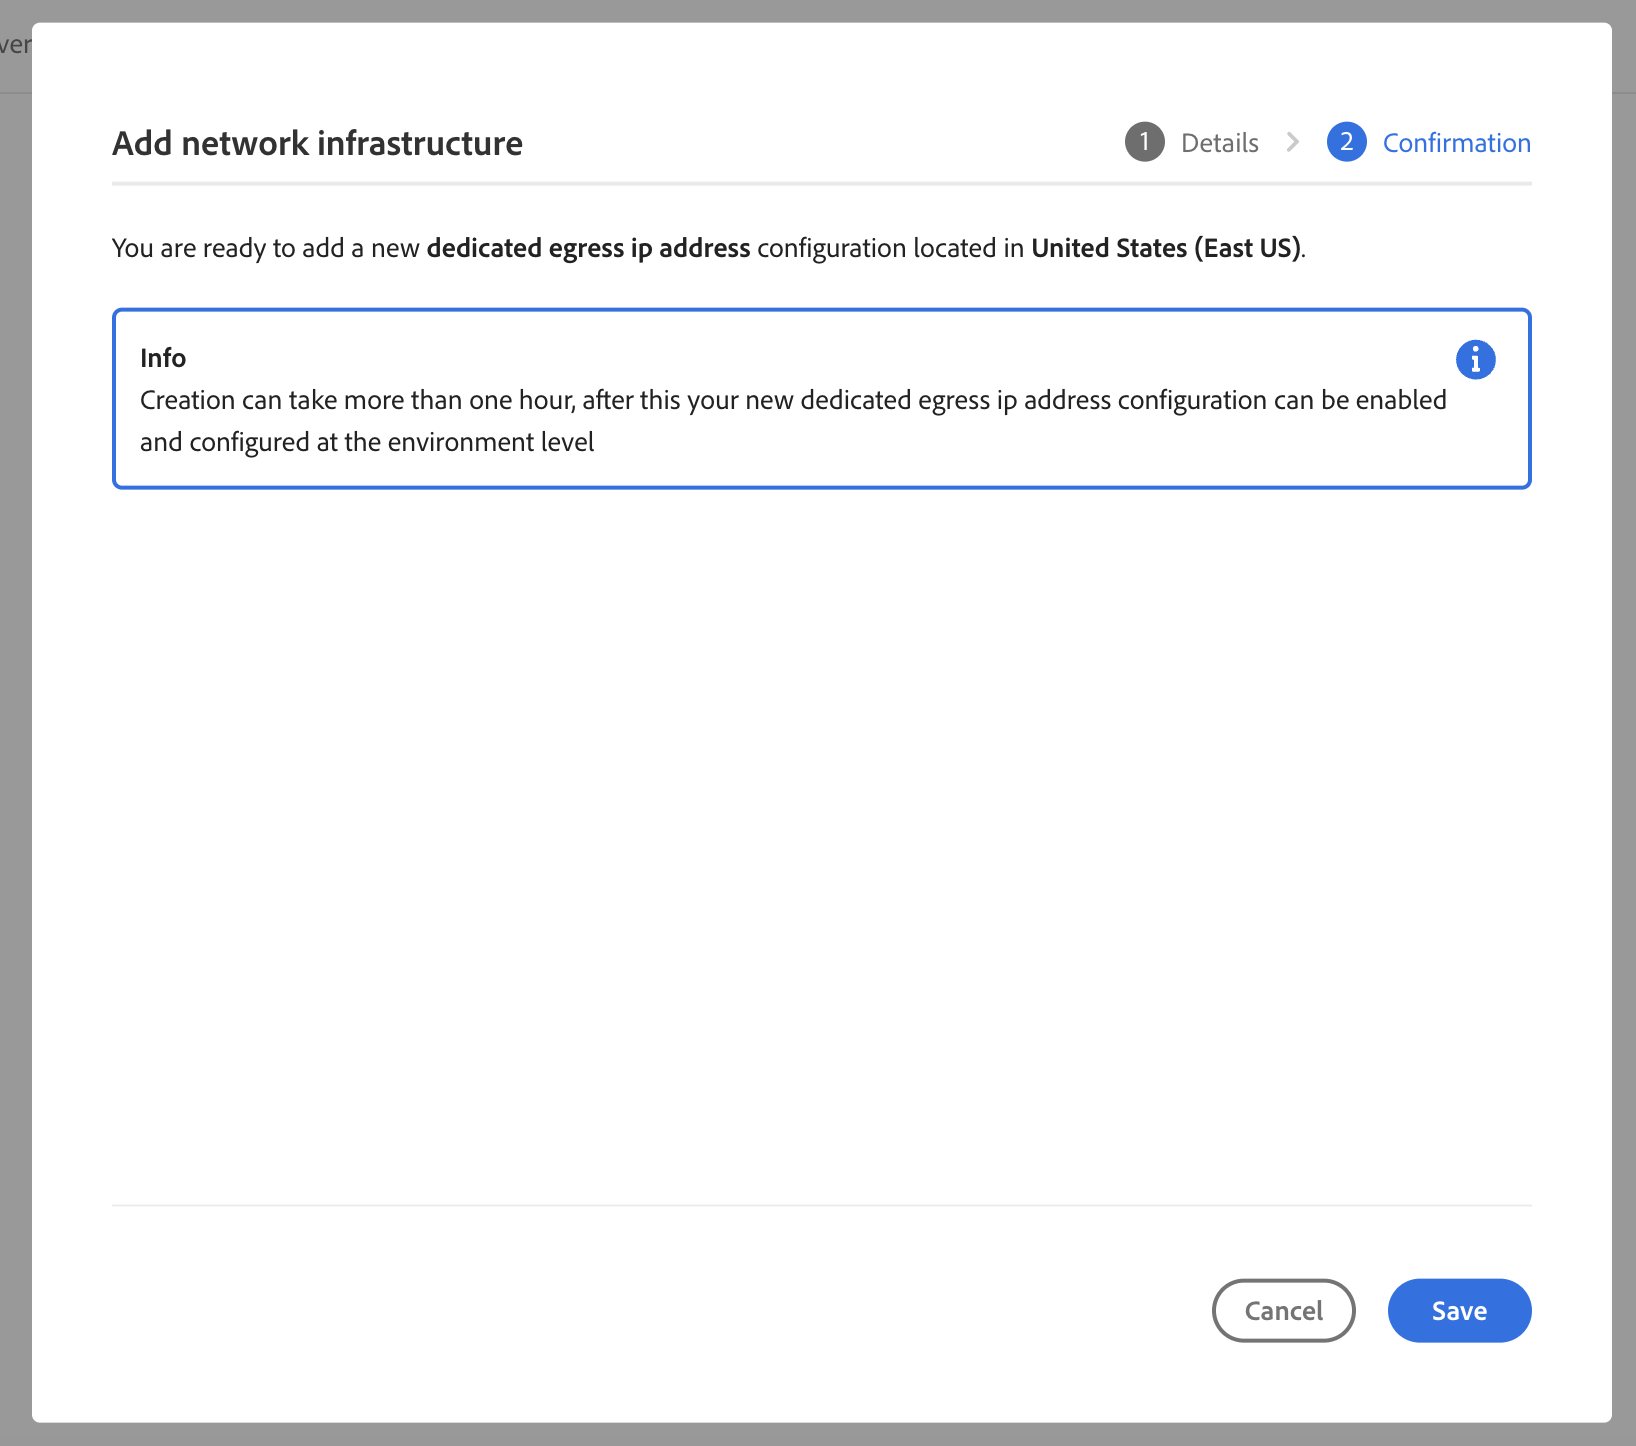 Add network infrastructure
1 Details > 2 Confirmation
You are ready to add a new dedicated egress ip address configuration located in United States (East US).
Info
Creation can take more than one hour, after this your new dedicated egress ip address configuration can be enabled
and configured at the environment level
Cancel
Save